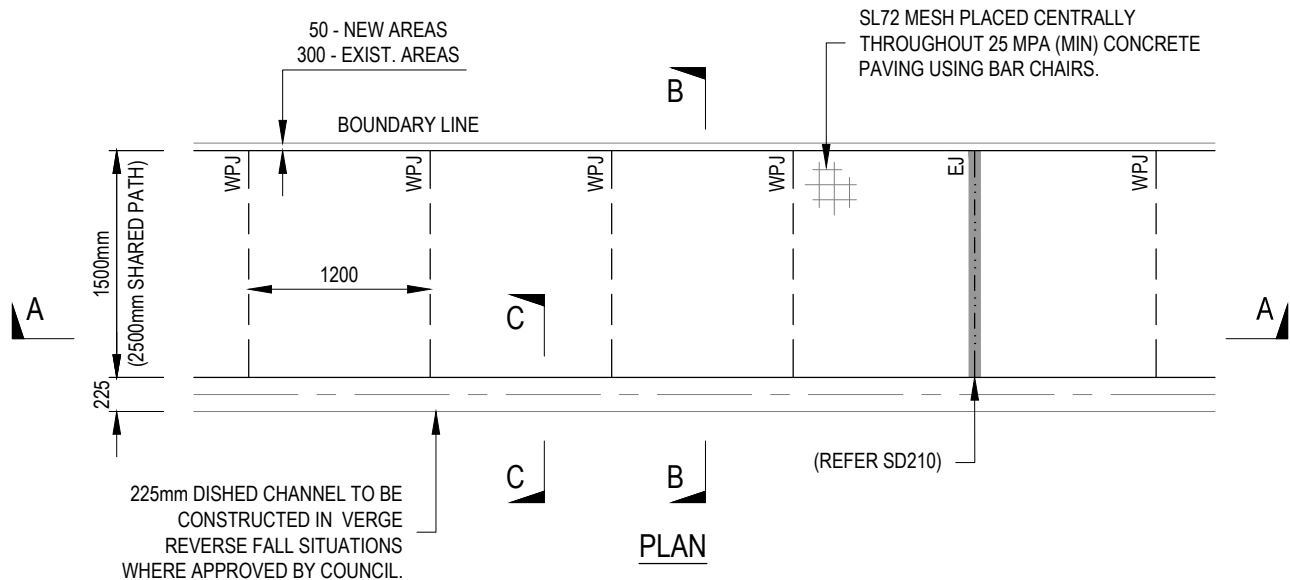 50 - NEW AREAS
300 - EXIST. AREAS
SL72 MESH PLACED CENTRALLY
THROUGHOUT 25 MPA (MIN) CONCRETE
PAVING USING BAR CHAIRS.
B
BOUNDARY LINE
WPJ
WPJ
WPJ
WPJ
EJ
WPJ
1500mm
(2500mm SHARED PATH)
1200
A
C
A
225
C
B
(REFER SD210)
225mm DISHED CHANNEL TO BE
CONSTRUCTED IN VERGE
REVERSE FALL SITUATIONS
WHERE APPROVED BY COUNCIL.
PLAN